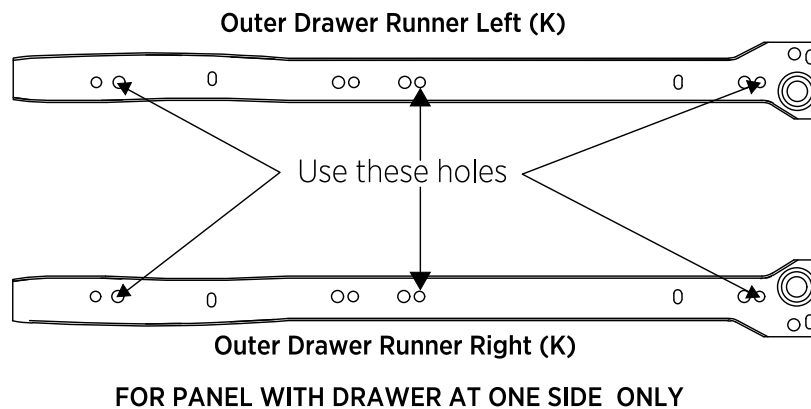 Outer Drawer Runner Left (K)
Use these holes
Outer Drawer Runner Right (K)
FOR PANEL WITH DRAWER AT ONE SIDE ONLY